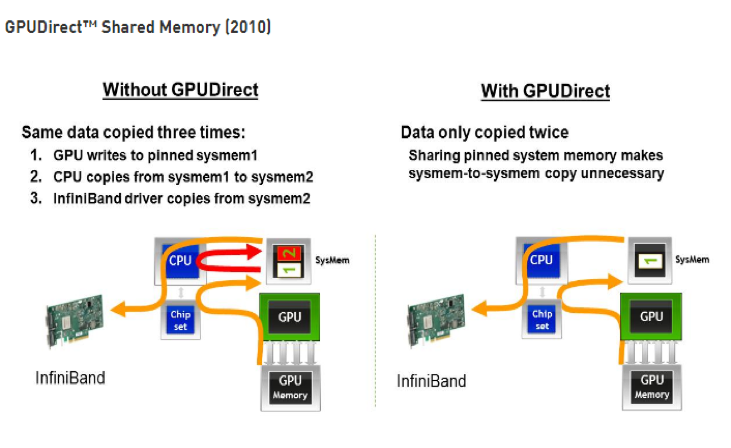 GPUDirect™ Shared Memory (2010)
Without GPUDirect
Same data copied three times:
1. GPU writes to pinned sysmem1
2. CPU copies from sysmem1 to sysmem2
3. InfiniBand driver copies from sysmem2
CPU
2
1
SysMem
Chip
set
GPU
InfiniBand
GPU
Memory
With GPUDirect
Data only copied twice
Sharing pinned system memory makes
sysmem-to-sysmem copy unnecessary
CPU
1
SysMem
Chip
set
GPU
InfiniBand
GPU
Memory